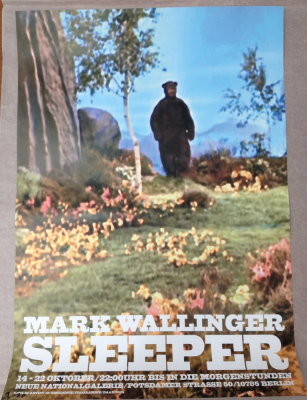 MARK WALLINGER
SLEEPER
14 - 22 OKTOBER/22:00UHR BIS IN DIE MORGENSTUNDEN
NEUE NATIONALGALERIE/POTSDAMER STRASSE 50/10785 BERLIN